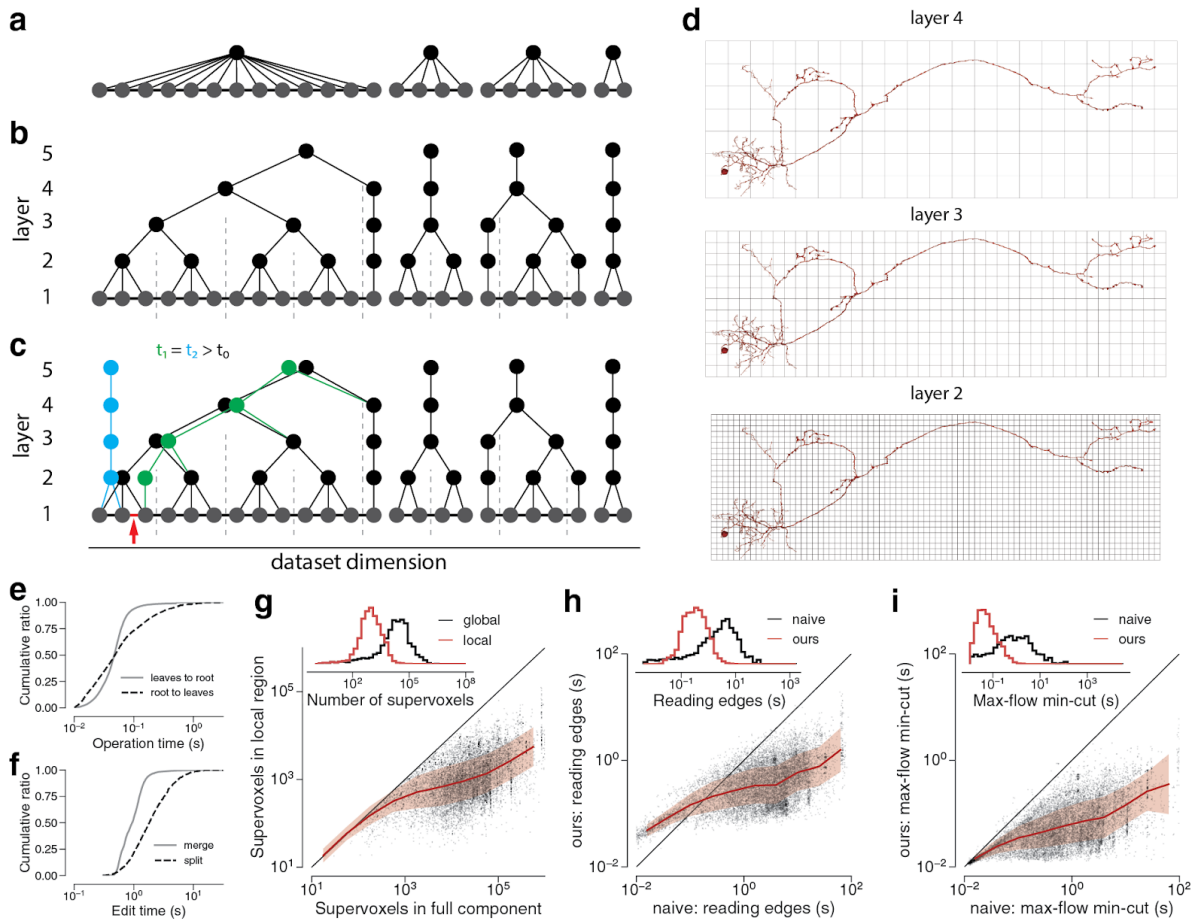 a
b
layer
5
4
3
2
1
c
t₁ = t₂ > t₀
layer
5
4
3
2
1
dataset dimension
d
layer 4
layer 3
layer 2
e
Cumulative ratio
1.00
0.75
0.50
0.25
0.00
leaves to root
root to leaves
10⁻² 10⁻¹ 10⁰
Operation time (s)
f
Cumulative ratio
1.00
0.75
0.50
0.25
0.00
merge
split
10⁻¹ 10⁰ 10¹
Edit time (s)
g
global
local
10² 10⁵ 10⁸
Number of supervoxels
Supervoxels in local region
10⁵
10³
10¹
10¹ 10³ 10⁵
Supervoxels in full component
h
naive
ours
10⁻¹ 10¹ 10³
Reading edges (s)
ours: reading edges (s)
10²
10⁰
10⁻²
10⁻² 10⁰ 10²
naive: reading edges (s)
i
naive
ours
10⁻¹ 10¹ 10³
Max-flow min-cut (s)
ours: max-flow min-cut (s)
10²
10⁰
10⁻²
10⁻² 10⁰ 10²
naive: max-flow min-cut (s)